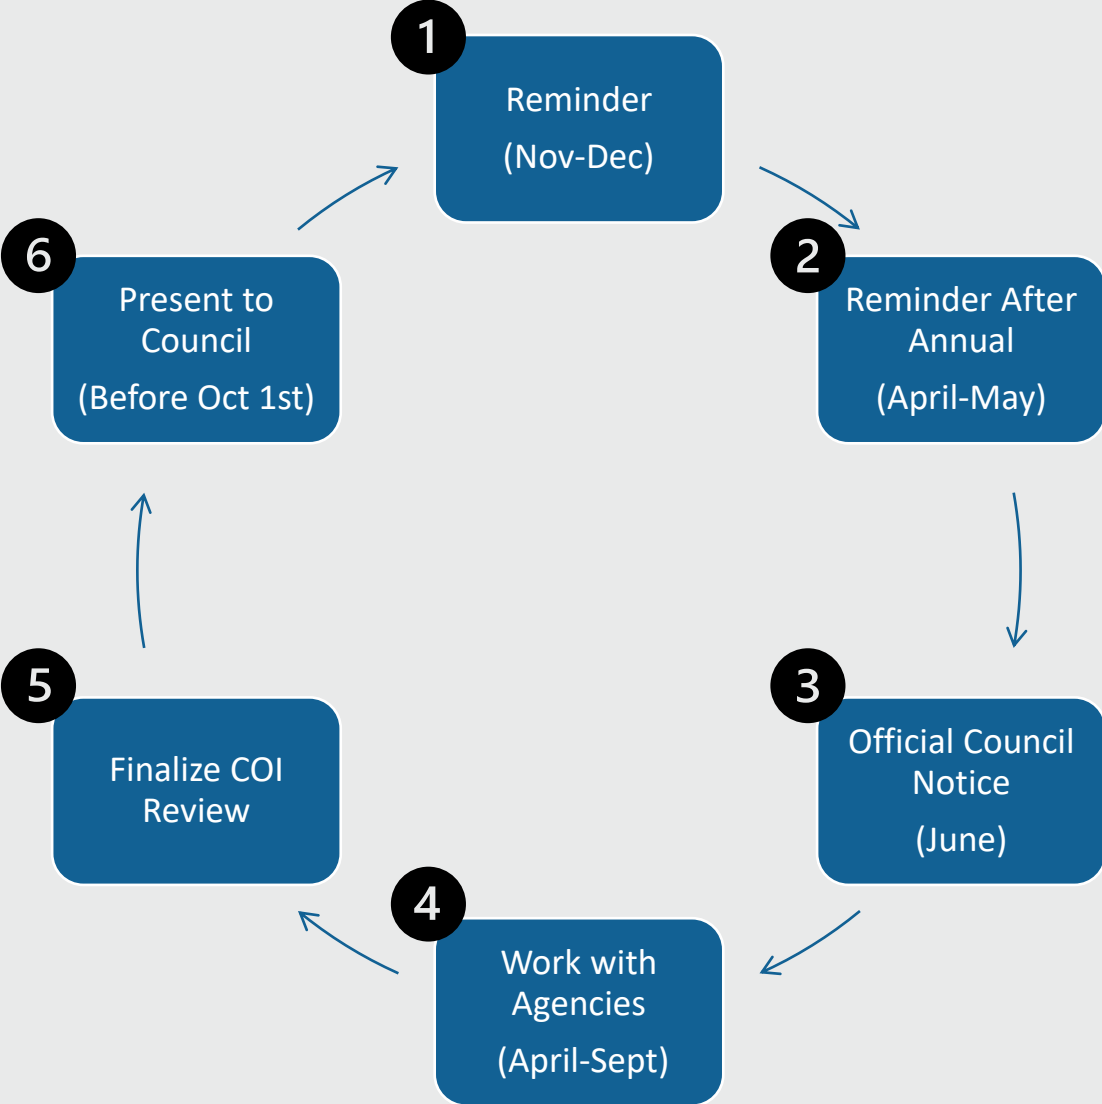 1
Reminder
(Nov-Dec)
2
Reminder After
Annual
(April-May)
3
Official Council
Notice
(June)
4
Work with
Agencies
(April-Sept)
5
Finalize COI
Review
6
Present to
Council
(Before Oct 1st)